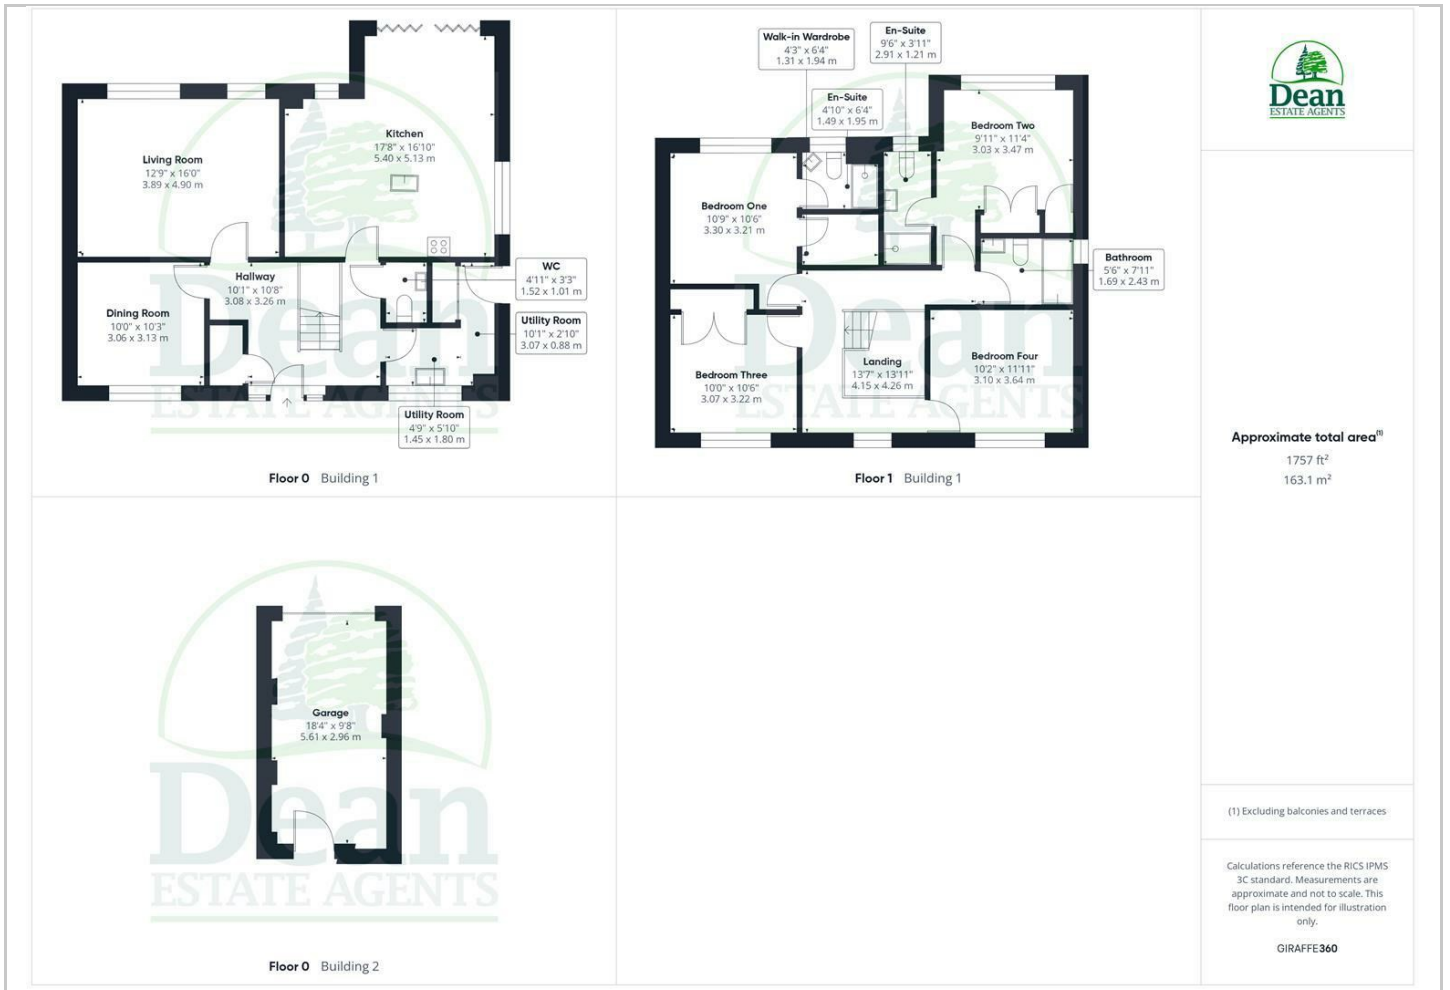 Living Room
12'9" x 16'0"
3.89 x 4.90 m
Kitchen
17'8" x 16'10"
5.40 x 5.13 m
Hallway
10'1" x 10'8"
3.08 x 3.26 m
Dining Room
10'0" x 10'3"
3.06 x 3.13 m
WC
4'11" x 3'3"
1.52 x 1.01 m
Utility Room
10'1" x 2'10"
3.07 x 0.88 m
Utility Room
4'9" x 5'10"
1.45 x 1.80 m
Dean
ESTATE AGENTS
Floor 0 Building 1
Walk-in Wardrobe
4'3" x 6'4"
1.31 x 1.94 m
En-Suite
9'6" x 3'11"
2.91 x 1.21 m
En-Suite
4'10" x 6'4"
1.49 x 1.95 m
Bedroom Two
9'11" x 11'4"
3.03 x 3.47 m
Bedroom One
10'9" x 10'6"
3.30 x 3.21 m
Bathroom
5'6" x 7'11"
1.69 x 2.43 m
Bedroom Three
10'0" x 10'6"
3.07 x 3.22 m
Landing
13'7" x 13'11"
4.15 x 4.26 m
Bedroom Four
10'2" x 11'11"
3.10 x 3.64 m
Dean
ESTATE AGENTS
Floor 1 Building 1
Garage
18'4" x 9'8"
5.61 x 2.96 m
Dean
ESTATE AGENTS
Floor 0 Building 2
Dean
ESTATE AGENTS
Approximate total area(1)
1757 ft²
163.1 m²
(1) Excluding balconies and terraces
Calculations reference the RICS IPMS
3C standard. Measurements are
approximate and not to scale. This
floor plan is intended for illustration
only.
GIRAFFE360